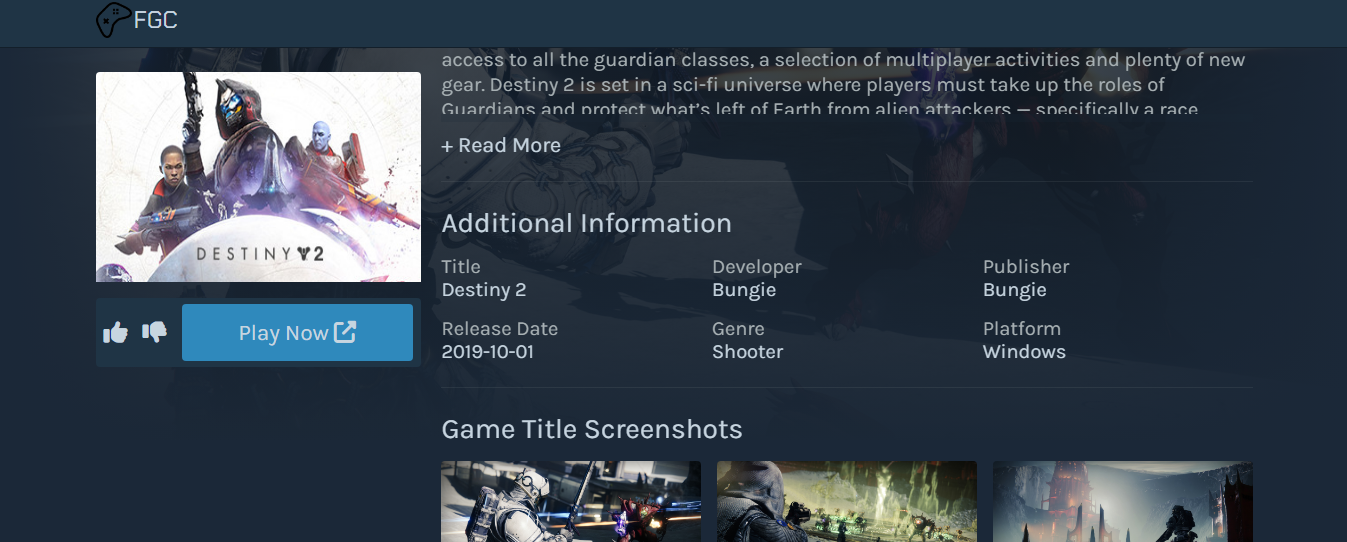 FGC
access to all the guardian classes, a selection of multiplayer activities and plenty of new
gear. Destiny 2 is set in a sci-fi universe where players must take up the roles of
Guardians and protect what's left of Earth from alien attackers — specifically a race
+ Read More
DESTINY 2
Play Now
Additional Information
Title
Destiny 2
Developer
Bungie
Publisher
Bungie
Release Date
2019-10-01
Genre
Shooter
Platform
Windows
Game Title Screenshots